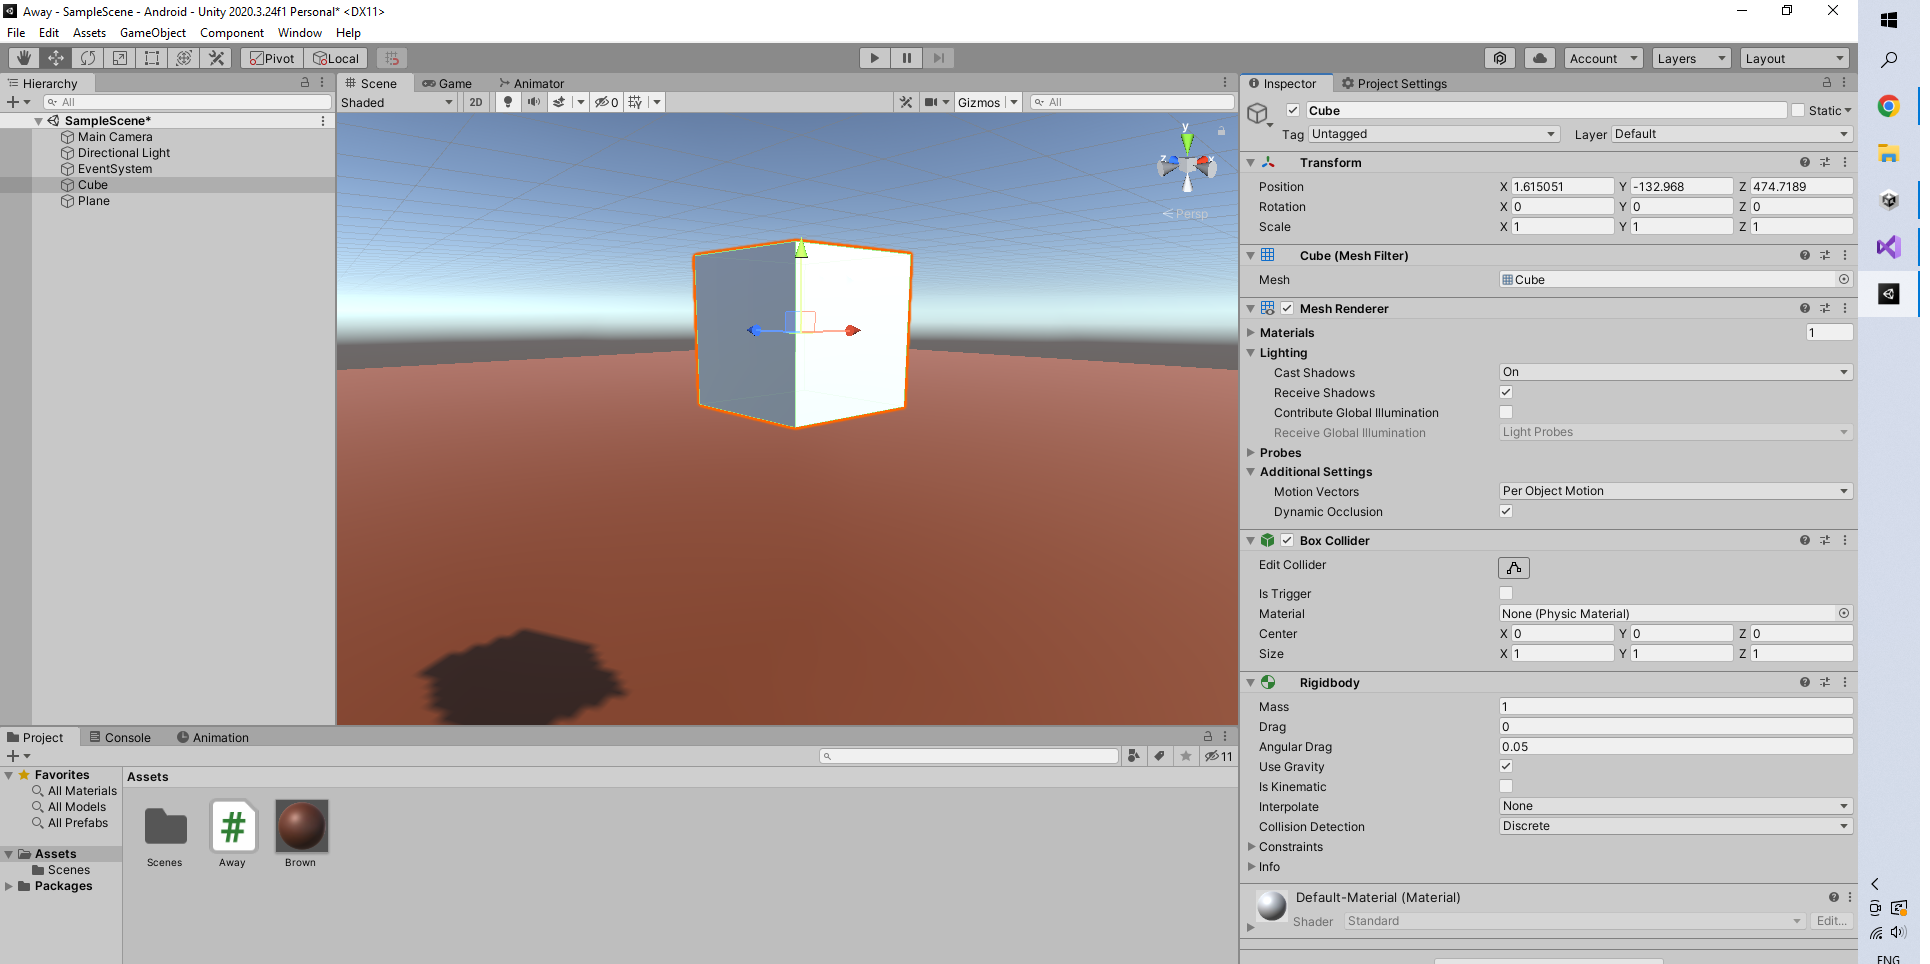 Away - SampleScene - Android - Unity 2020.3.24f1 Personal* <DX11>
File Edit Assets GameObject Component Window Help
Pivot Local Account Layers Layout
Hierarchy
All
SampleScene*
Main Camera
Directional Light
EventSystem
Cube
Plane
Scene Game Animator
Shaded 2D 0 Gizmos All
y
z x
Persp
Inspector Project Settings
Cube Static
Tag Untagged Layer Default
Transform
Position X 1.615051 Y -132.968 Z 474.7189
Rotation X 0 Y 0 Z 0
Scale X 1 Y 1 Z 1
Cube (Mesh Filter)
Mesh Cube
Mesh Renderer
Materials 1
Lighting
Cast Shadows On
Receive Shadows
Contribute Global Illumination
Receive Global Illumination Light Probes
Probes
Additional Settings
Motion Vectors Per Object Motion
Dynamic Occlusion
Box Collider
Edit Collider
Is Trigger
Material None (Physic Material)
Center X 0 Y 0 Z 0
Size X 1 Y 1 Z 1
Rigidbody
Mass 1
Drag 0
Angular Drag 0.05
Use Gravity
Is Kinematic
Interpolate None
Collision Detection Discrete
Constraints
Info
Default-Material (Material)
Shader Standard Edit...
Project Console Animation
11
Favorites
All Materials
All Models
All Prefabs
Assets
Scenes
Packages
Assets
Scenes Away Brown
#
ENG